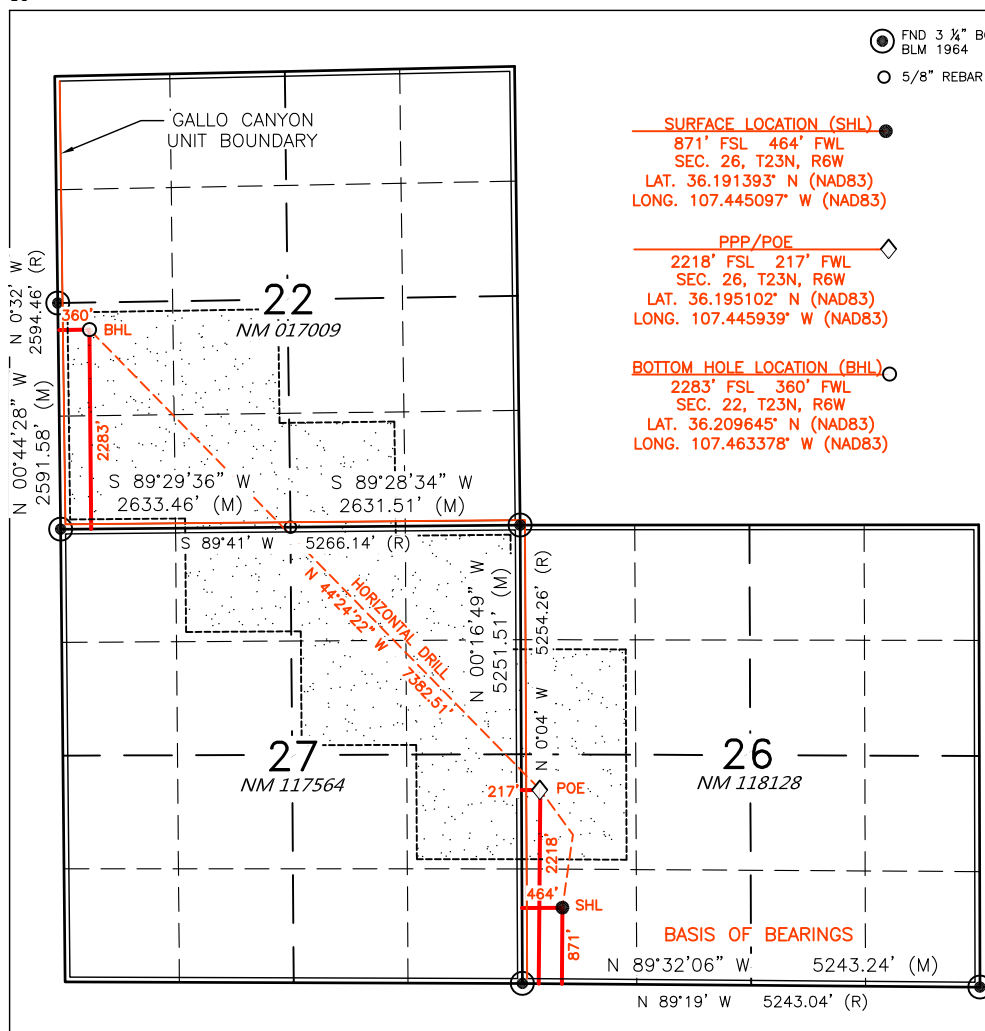 FND 3 ¼"
BLM 1964
5/8" REBAR
GALLO CANYON
UNIT BOUNDARY
SURFACE LOCATION (SHL)
871' FSL 464' FWL
SEC. 26, T23N, R6W
LAT. 36.191393° N (NAD83)
LONG. 107.445097° W (NAD83)
PPP/POE
2218' FSL 217' FWL
SEC. 26, T23N, R6W
LAT. 36.195102° N (NAD83)
LONG. 107.445939° W (NAD83)
BOTTOM HOLE LOCATION (BHL)
2283' FSL 360' FWL
SEC. 22, T23N, R6W
LAT. 36.209645° N (NAD83)
LONG. 107.463378° W (NAD83)
N 0°32' W
2594.46' (R)
N 00°44'28" W
2591.58' (M)
22
NM 017009
360'
BHL
2283'
S 89°29'36" W
2633.46' (M)
S 89°28'34" W
2631.51' (M)
S 89°41' W 5266.14' (R)
HORIZONTAL DRILL
N 44°24'22" W 7382.51'
N 00°16'49" W
5251.51' (M)
N 0°04' W 5254.26' (R)
27
NM 117564
26
NM 118128
217'
POE
2218'
464'
SHL
871'
BASIS OF BEARINGS
N 89°32'06" W 5243.24' (M)
N 89°19' W 5243.04' (R)